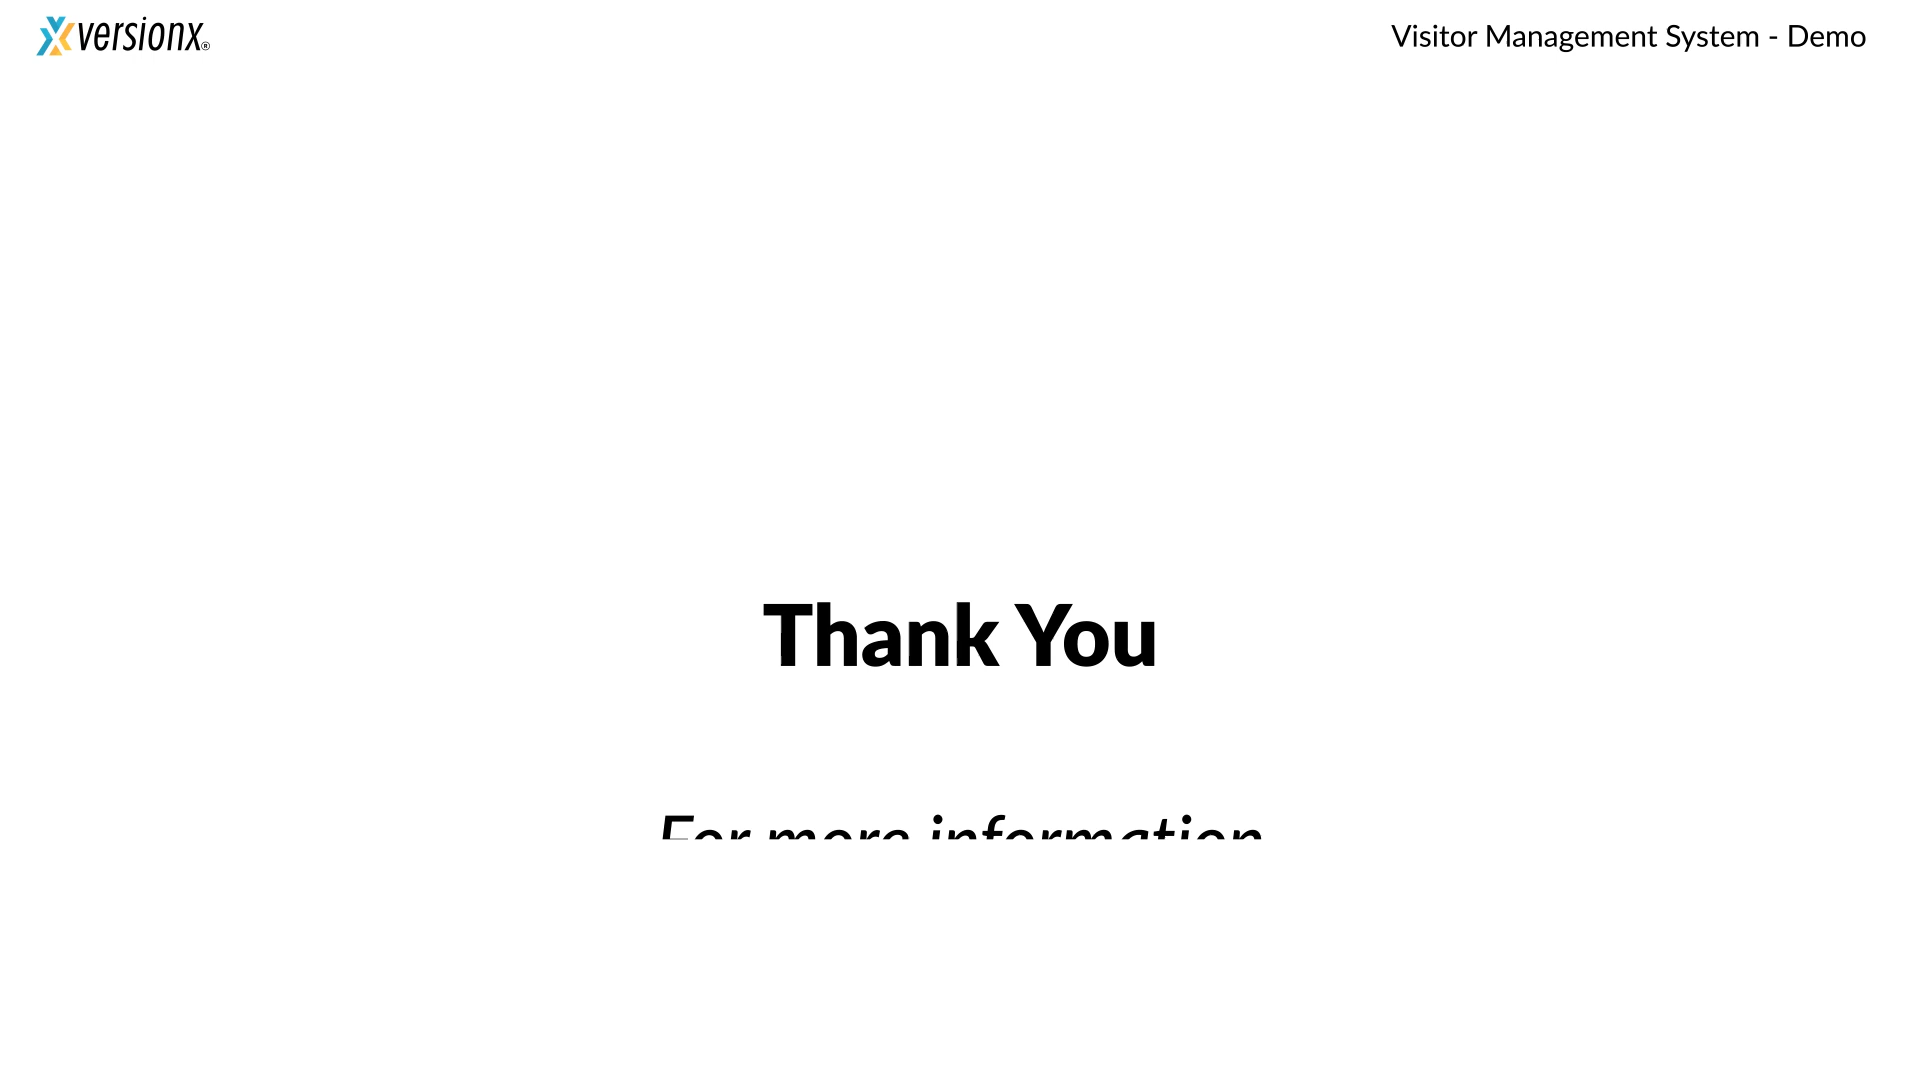 versionx®
Visitor Management System - Demo
Thank You
For more information